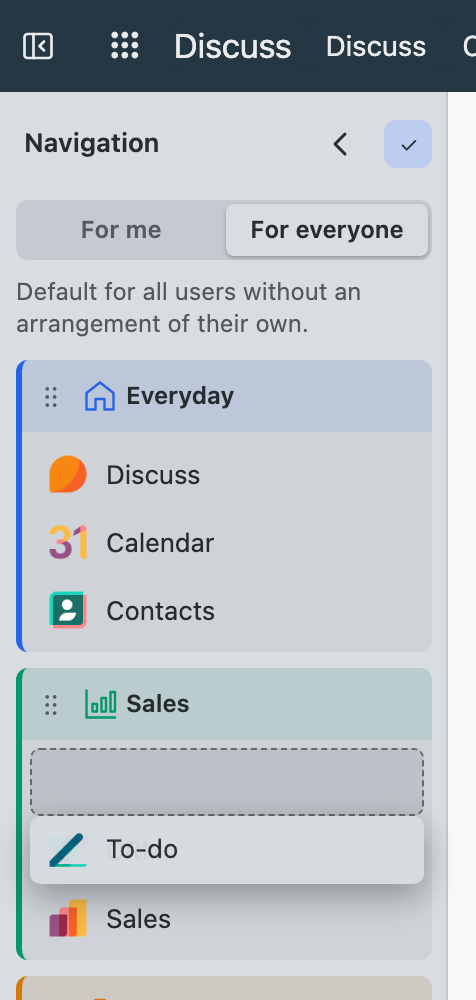 Discuss
Discuss
Navigation
For me
For everyone
Default for all users without an
arrangement of their own.
Everyday
Discuss
31
Calendar
Contacts
Sales
To-do
Sales